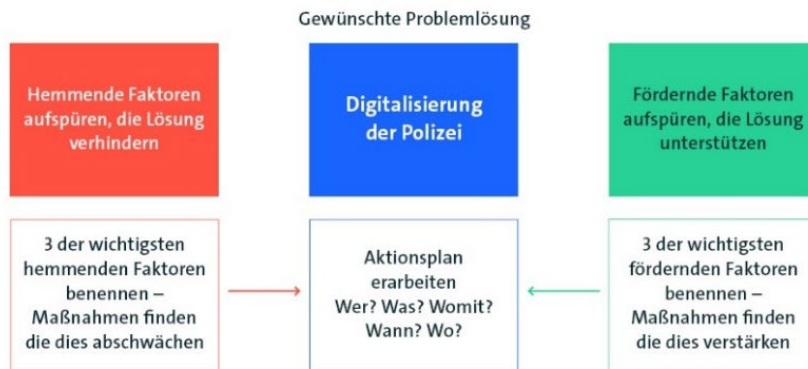 Gewünschte Problemlösung
Hemmende Faktoren
aufspüren, die Lösung
verhindern
Digitalisierung
der Polizei
Fördernde Faktoren
aufspüren, die Lösung
unterstützen
3 der wichtigsten
hemmenden Faktoren
benennen –
Maßnahmen finden
die dies abschwächen
Aktionsplan
erarbeiten
Wer? Was? Womit?
Wann? Wo?
3 der wichtigsten
fördernden Faktoren
benennen –
Maßnahmen finden
die dies verstärken